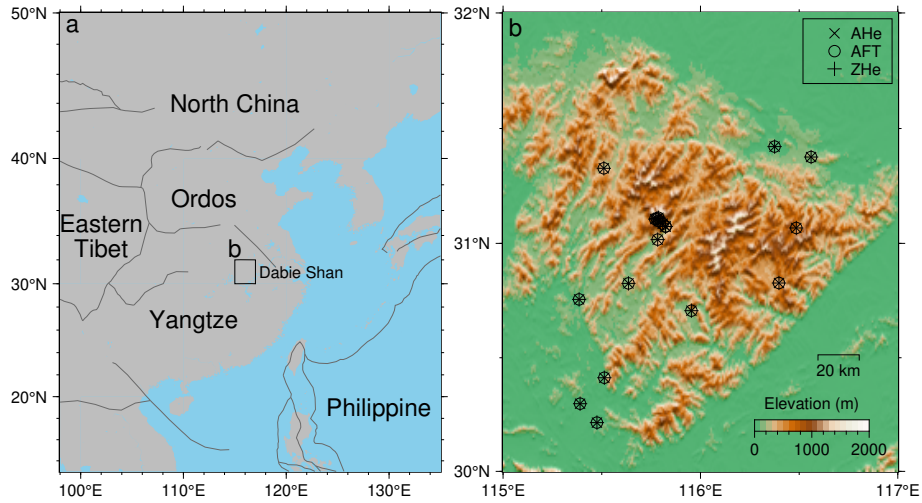 a
50°N
40°N
30°N
20°N
100°E
110°E
120°E
130°E
North China
Ordos
Eastern
Tibet
b
Dabie Shan
Yangtze
Philippine
b
32°N
31°N
30°N
115°E
116°E
117°E
AHe
AFT
ZHe
20 km
Elevation (m)
0
1000
2000